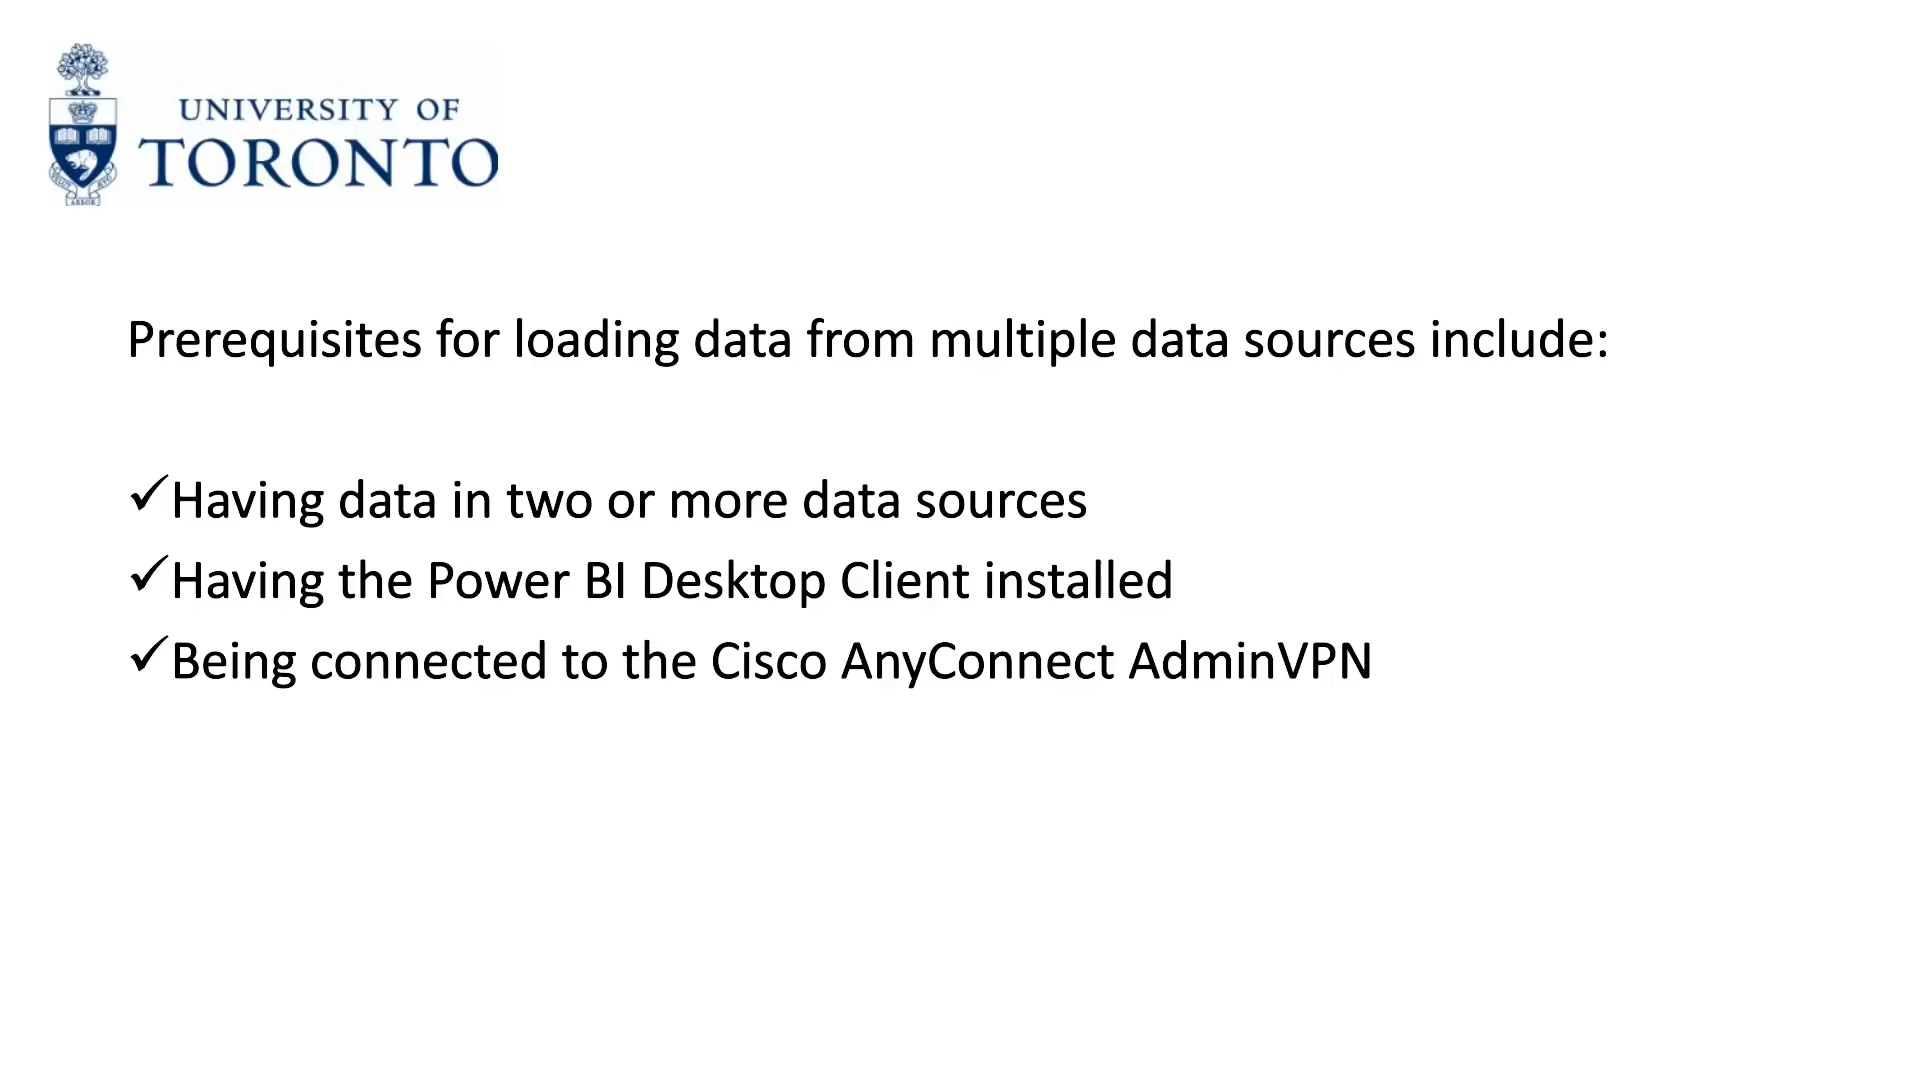 UNIVERSITY OF
TORONTO
Prerequisites for loading data from multiple data sources include:
✓Having data in two or more data sources
✓Having the Power BI Desktop Client installed
✓Being connected to the Cisco AnyConnect AdminVPN